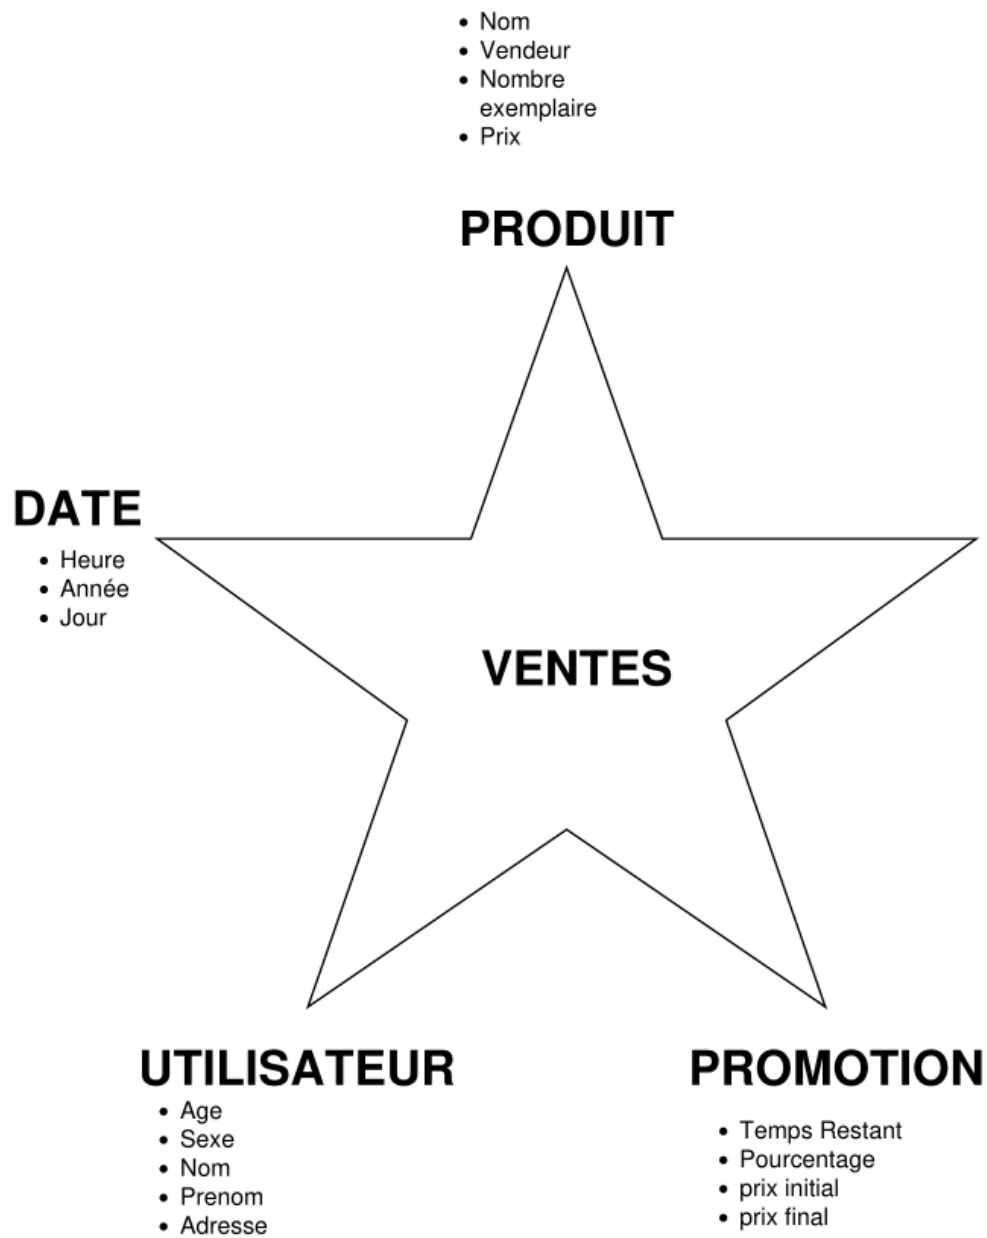 • Nom
• Vendeur
• Nombre
exemplaire
• Prix
PRODUIT
DATE
• Heure
• Année
• Jour
VENTES
UTILISATEUR
• Age
• Sexe
• Nom
• Prenom
• Adresse
PROMOTION
• Temps Restant
• Pourcentage
• prix initial
• prix final